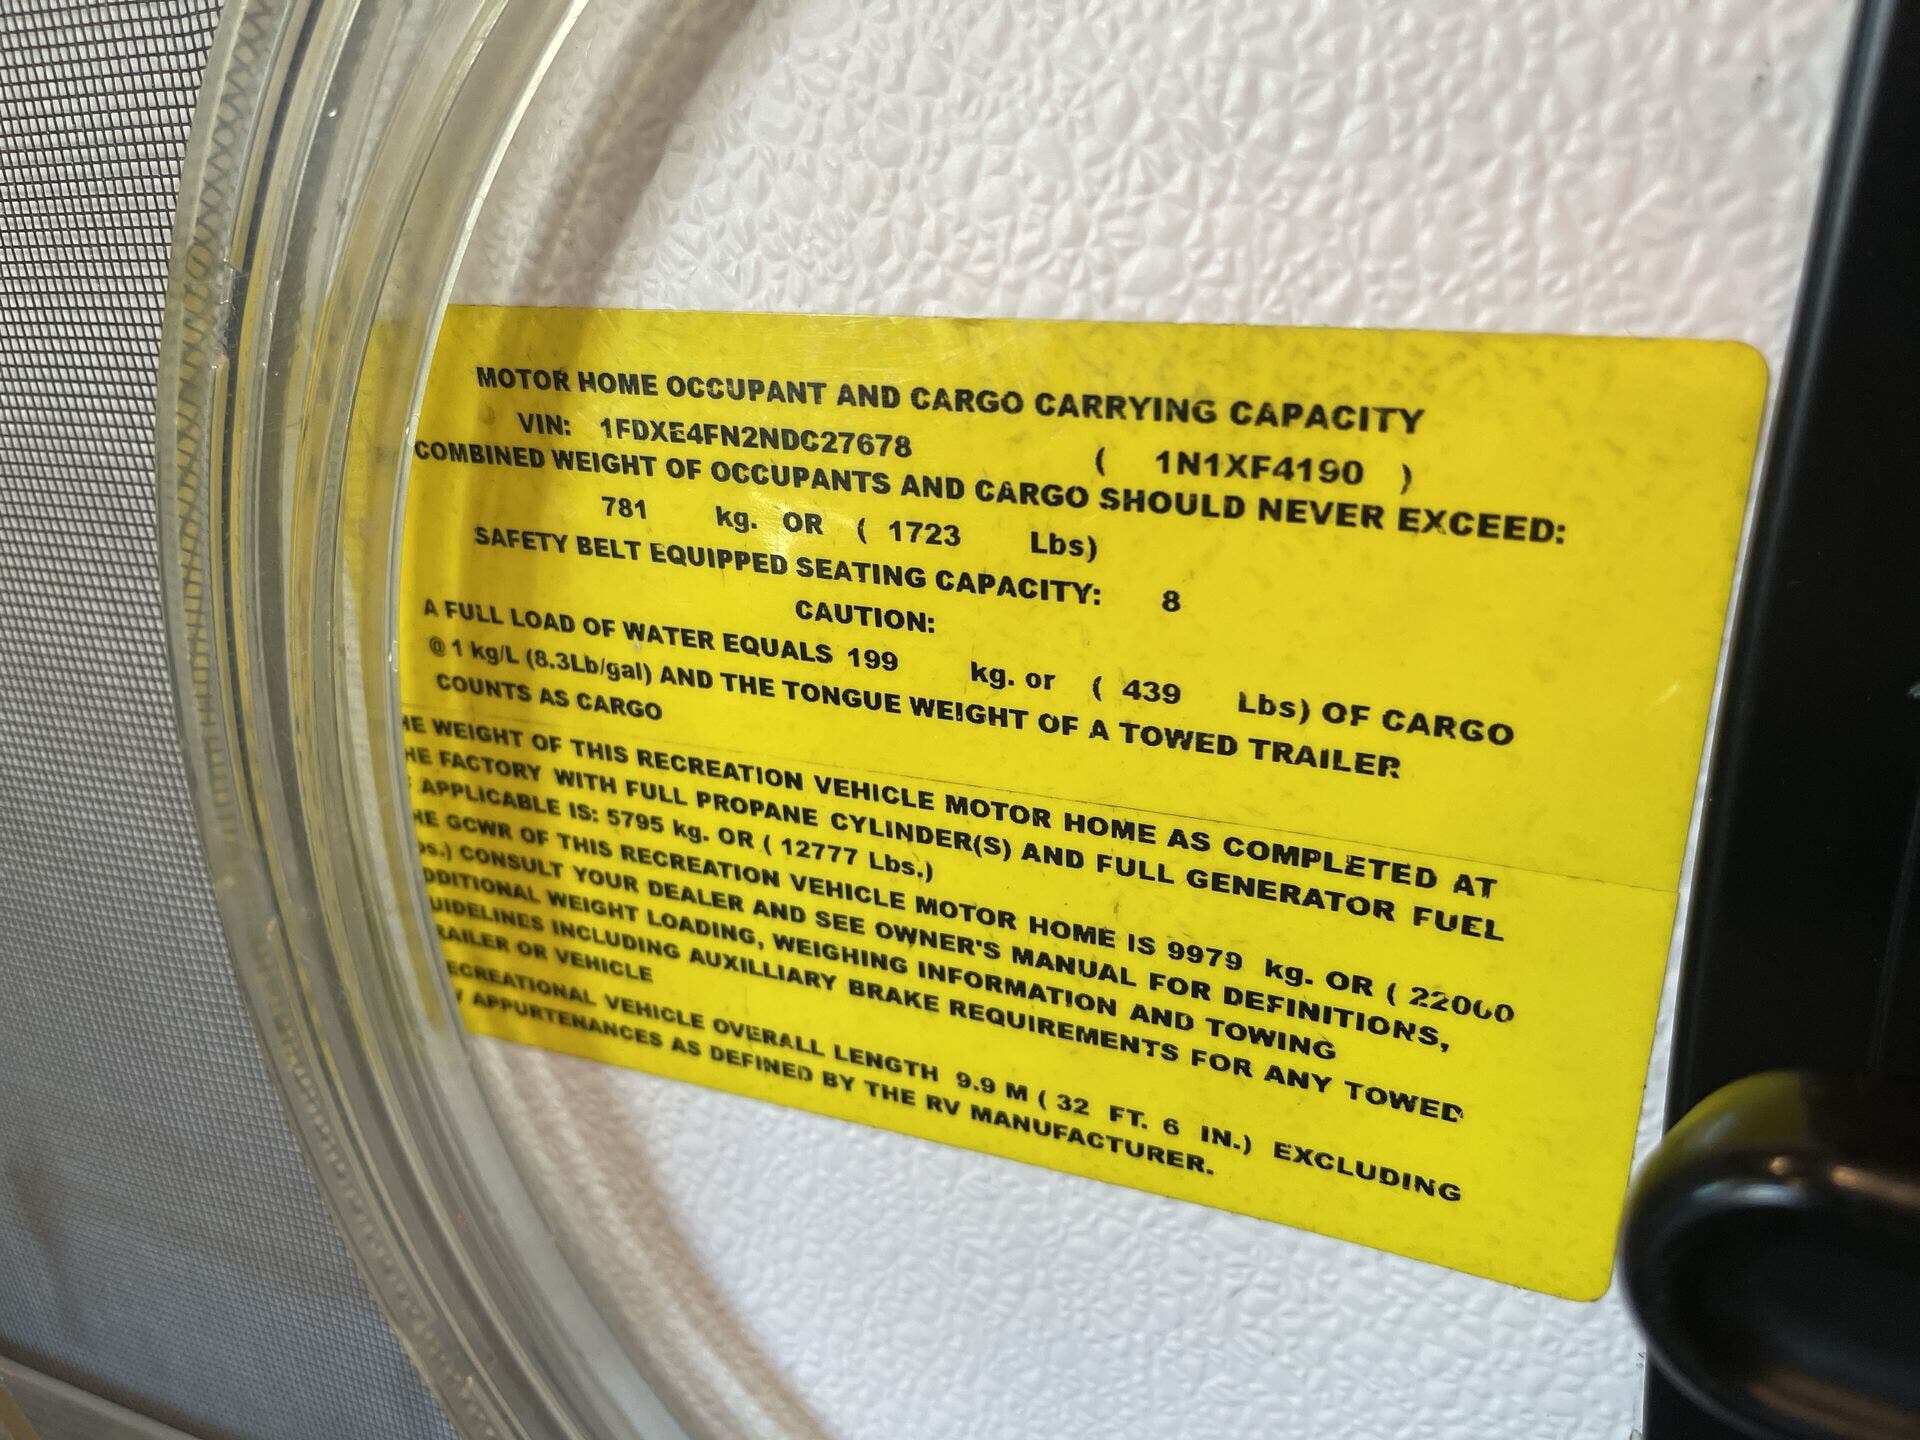 MOTOR HOME OCCUPANT AND CARGO CARRYING CAPACITY
VIN: 1FDXE4FN2NDC27678 ( 1N1XF4190 )
COMBINED WEIGHT OF OCCUPANTS AND CARGO SHOULD NEVER EXCEED:
781 kg. OR ( 1723 Lbs)
SAFETY BELT EQUIPPED SEATING CAPACITY: 8
CAUTION:
A FULL LOAD OF WATER EQUALS 199 kg. or ( 439 Lbs) OF CARGO
@ 1 kg/L (8.3Lb/gal) AND THE TONGUE WEIGHT OF A TOWED TRAILER
COUNTS AS CARGO
HE WEIGHT OF THIS RECREATION VEHICLE MOTOR HOME AS COMPLETED AT
HE FACTORY WITH FULL PROPANE CYLINDER(S) AND FULL GENERATOR FUEL
APPLICABLE IS: 5795 kg. OR ( 12777 Lbs.)
HE GCWR OF THIS RECREATION VEHICLE MOTOR HOME IS 9979 kg. OR ( 22000
bs.) CONSULT YOUR DEALER AND SEE OWNER'S MANUAL FOR DEFINITIONS,
DDITIONAL WEIGHT LOADING, WEIGHING INFORMATION AND TOWING
UIDELINES INCLUDING AUXILLIARY BRAKE REQUIREMENTS FOR ANY TOWED
RAILER OR VEHICLE
ECREATIONAL VEHICLE OVERALL LENGTH 9.9 M ( 32 FT. 6 IN.) EXCLUDING
APPURTENANCES AS DEFINED BY THE RV MANUFACTURER.